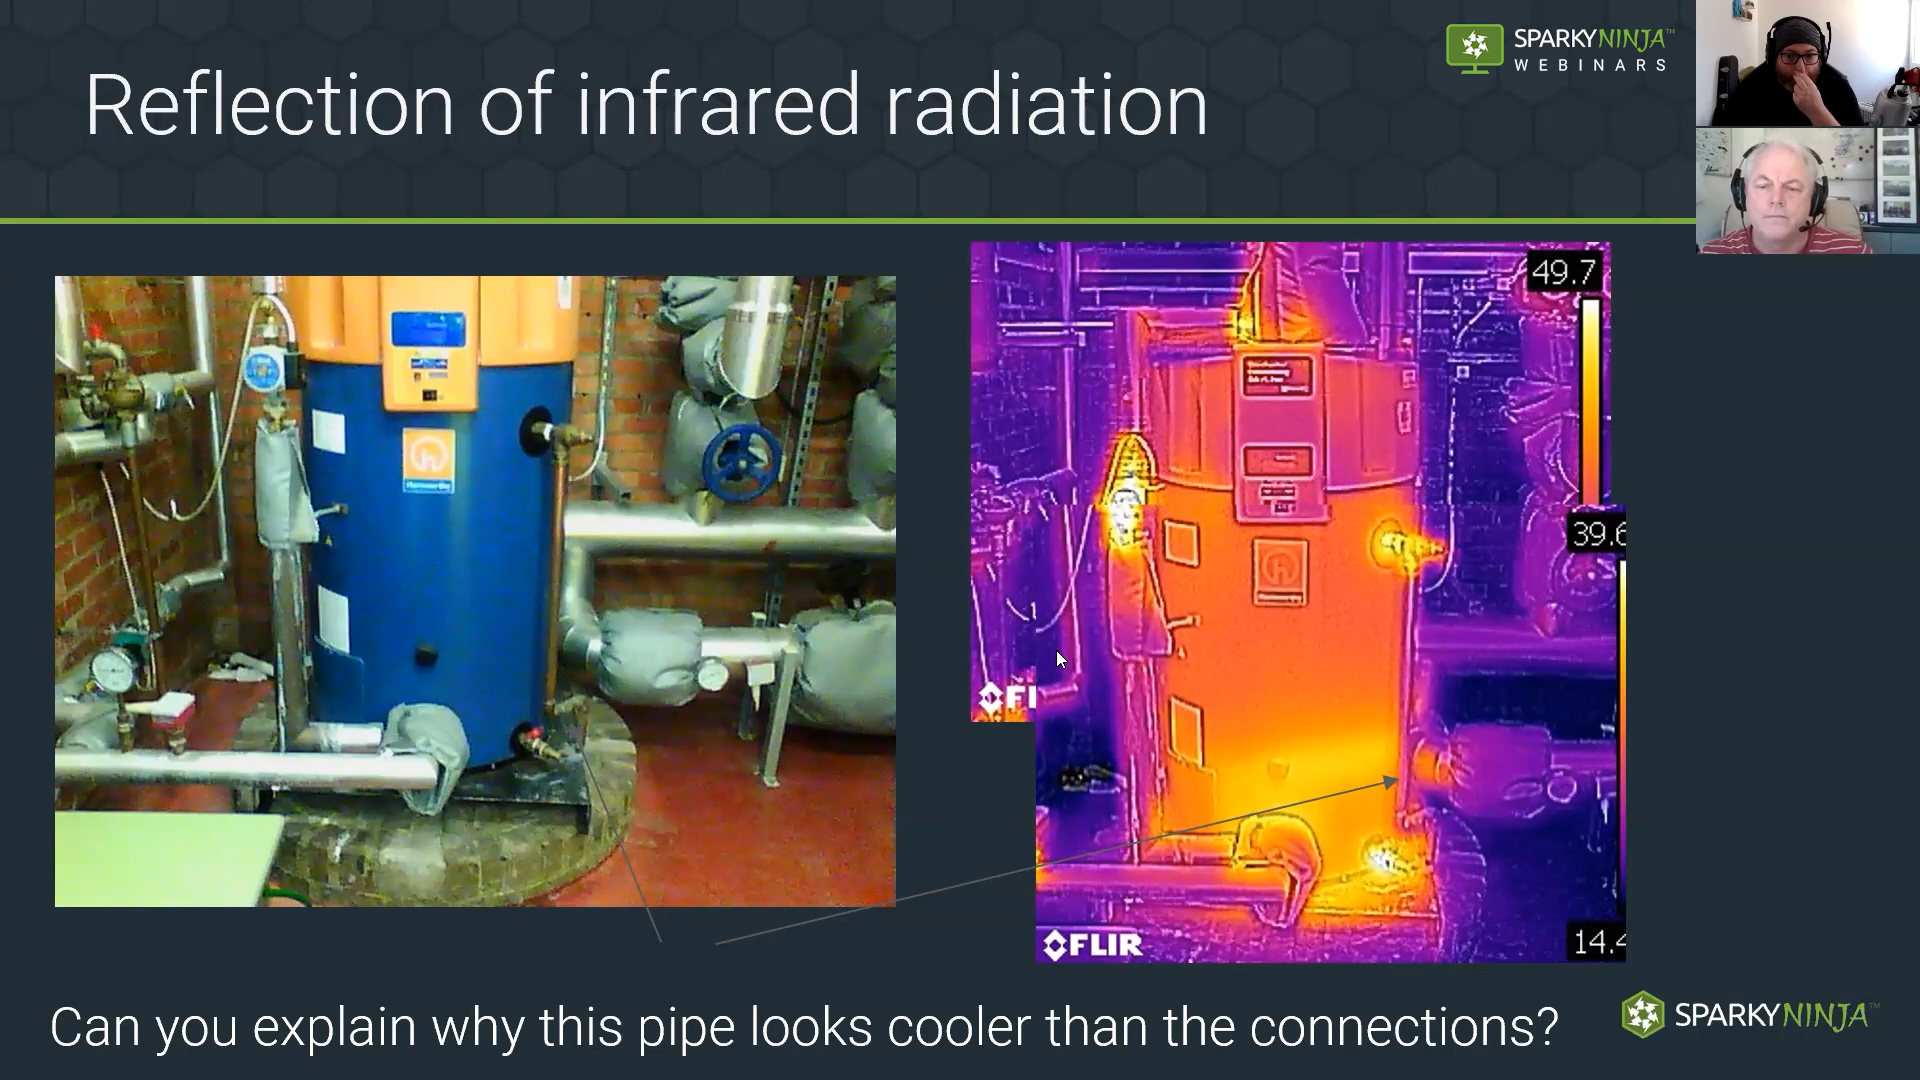 Reflection of infrared radiation
SPARKYNINJA™
WEBINARS
49.7
39.6
FLI
14.4
FLIR
Can you explain why this pipe looks cooler than the connections?
SPARKYNINJA™